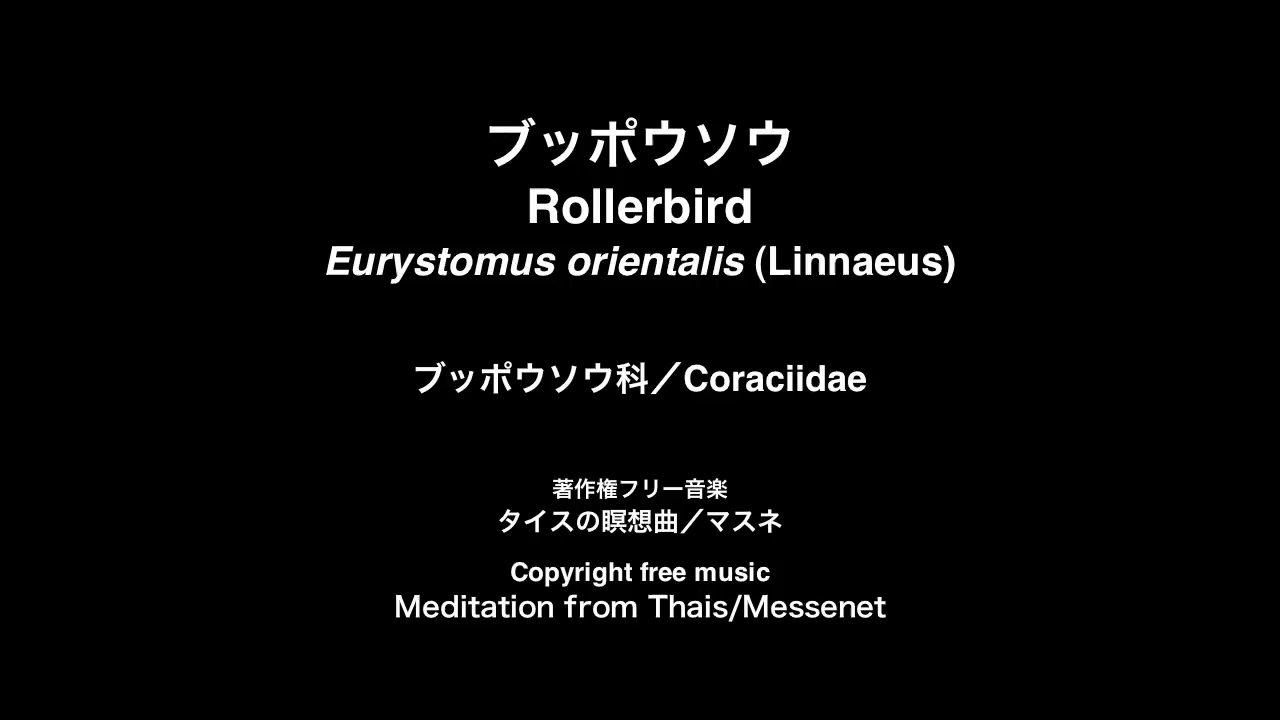 ブッポウソウ
Rollerbird
Eurystomus orientalis (Linnaeus)
ブッポウソウ科／Coraciidae
著作権フリー音楽
タイスの瞑想曲／マスネ
Copyright free music
Meditation from Thais/Messenet